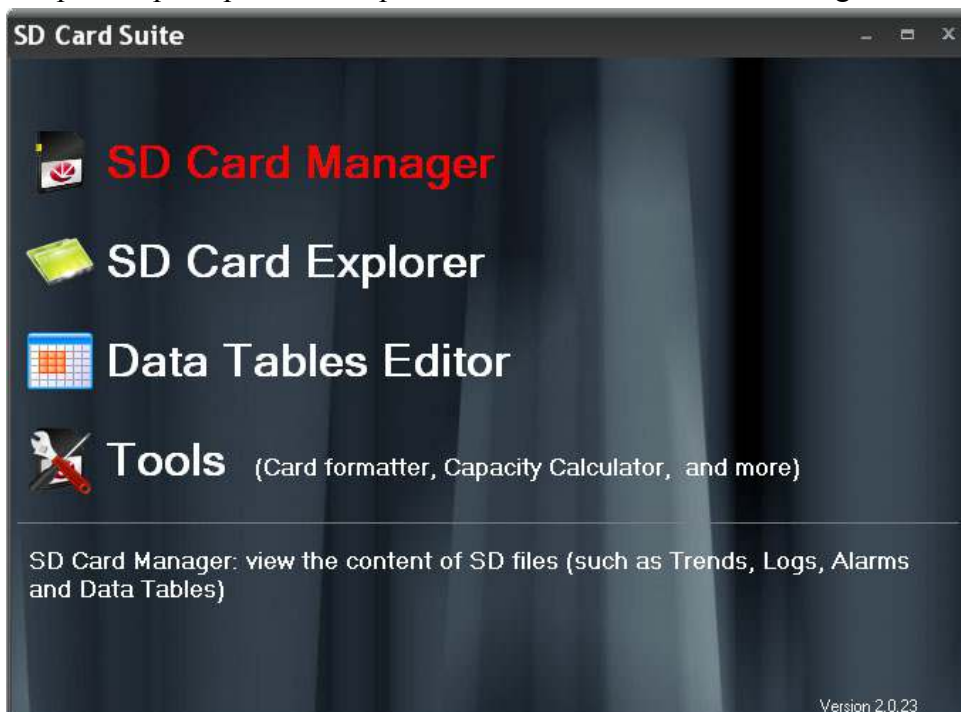 SD Card Suite
SD Card Manager
SD Card Explorer
Data Tables Editor
Tools (Card formatter, Capacity Calculator, and more)
SD Card Manager: view the content of SD files (such as Trends, Logs, Alarms
and Data Tables)
Version 2.0.23